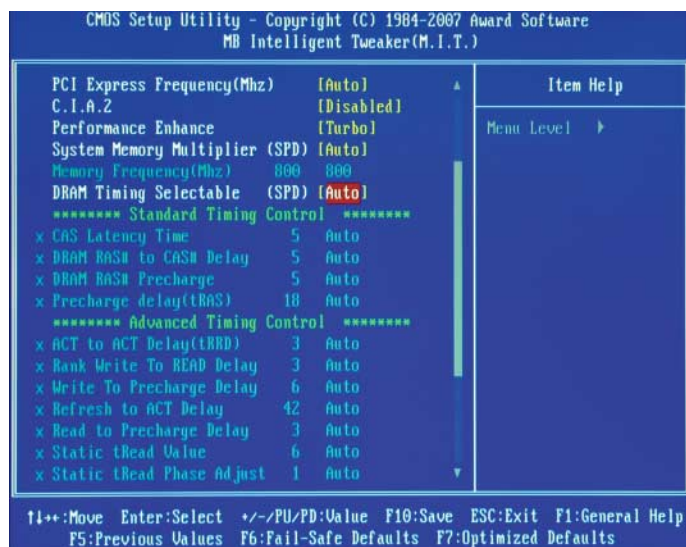 CMOS Setup Utility - Copyright (C) 1984-2007 Award Software
MB Intelligent Tweaker(M.I.T.)
PCI Express Frequency(Mhz) [Auto]
C.I.A.2 [Disabled]
Performance Enhance [Turbo]
System Memory Multiplier (SPD) [Auto]
Memory Frequency(Mhz) 800 800
DRAM Timing Selectable (SPD) [Auto]
******** Standard Timing Control ********
x CAS Latency Time 5 Auto
x DRAM RAS# to CAS# Delay 5 Auto
x DRAM RAS# Precharge 5 Auto
x Precharge delay(tRAS) 18 Auto
******** Advanced Timing Control ********
x ACT to ACT Delay(tRRD) 3 Auto
x Rank Write To READ Delay 3 Auto
x Write To Precharge Delay 6 Auto
x Refresh to ACT Delay 42 Auto
x Read to Precharge Delay 3 Auto
x Static tRead Value 6 Auto
x Static tRead Phase Adjust 1 Auto
Item Help
Menu Level ▶
↑↓→←:Move Enter:Select +/-/PU/PD:Value F10:Save ESC:Exit F1:General Help
F5:Previous Values F6:Fail-Safe Defaults F7:Optimized Defaults